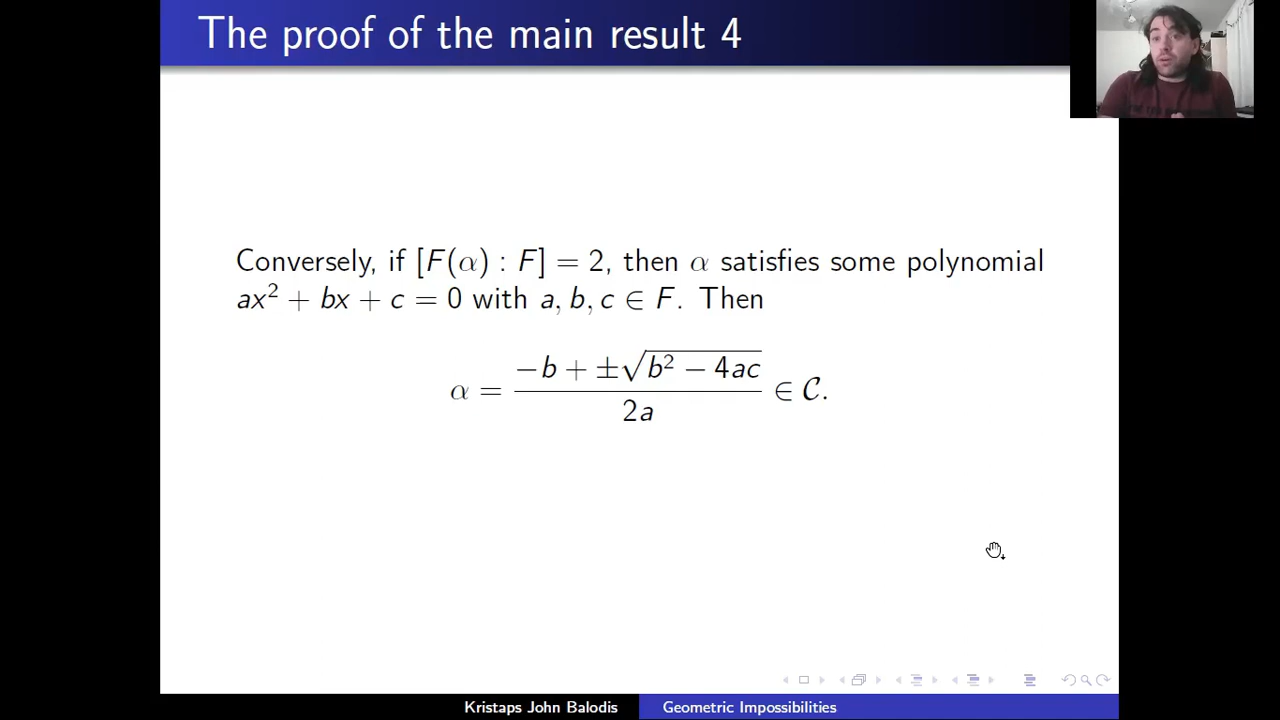 The proof of the main result 4
Conversely, if [F(α) : F] = 2, then α satisfies some polynomial
ax² + bx + c = 0 with a, b, c ∈ F. Then
α = (−b + ±√(b² − 4ac)) / 2a ∈ 𝒞.
Kristaps John Balodis
Geometric Impossibilities